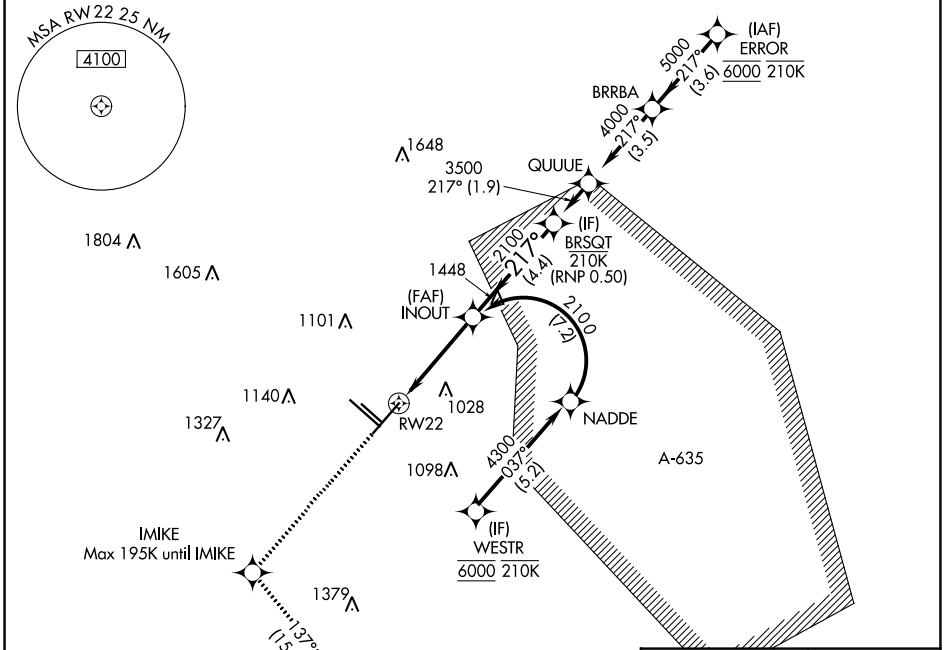 MSA RW22 25 NM
4100
(IAF)
ERROR
6000 210K
5000
217°
(3.6)
BRRBA
4000
217°
(3.5)
QUUUE
1648
3500
217° (1.9)
(IF)
BRSQT
210K
(RNP 0.50)
2100
217°
(4.4)
1804
1605
1448
(FAF)
INOUT
2100
(7.2)
1101
1140
1028
RW22
NADDE
1327
1098
4300
037°
(5.2)
A-635
(IF)
WESTR
6000 210K
IMIKE
Max 195K until IMIKE
1379
137°
(15